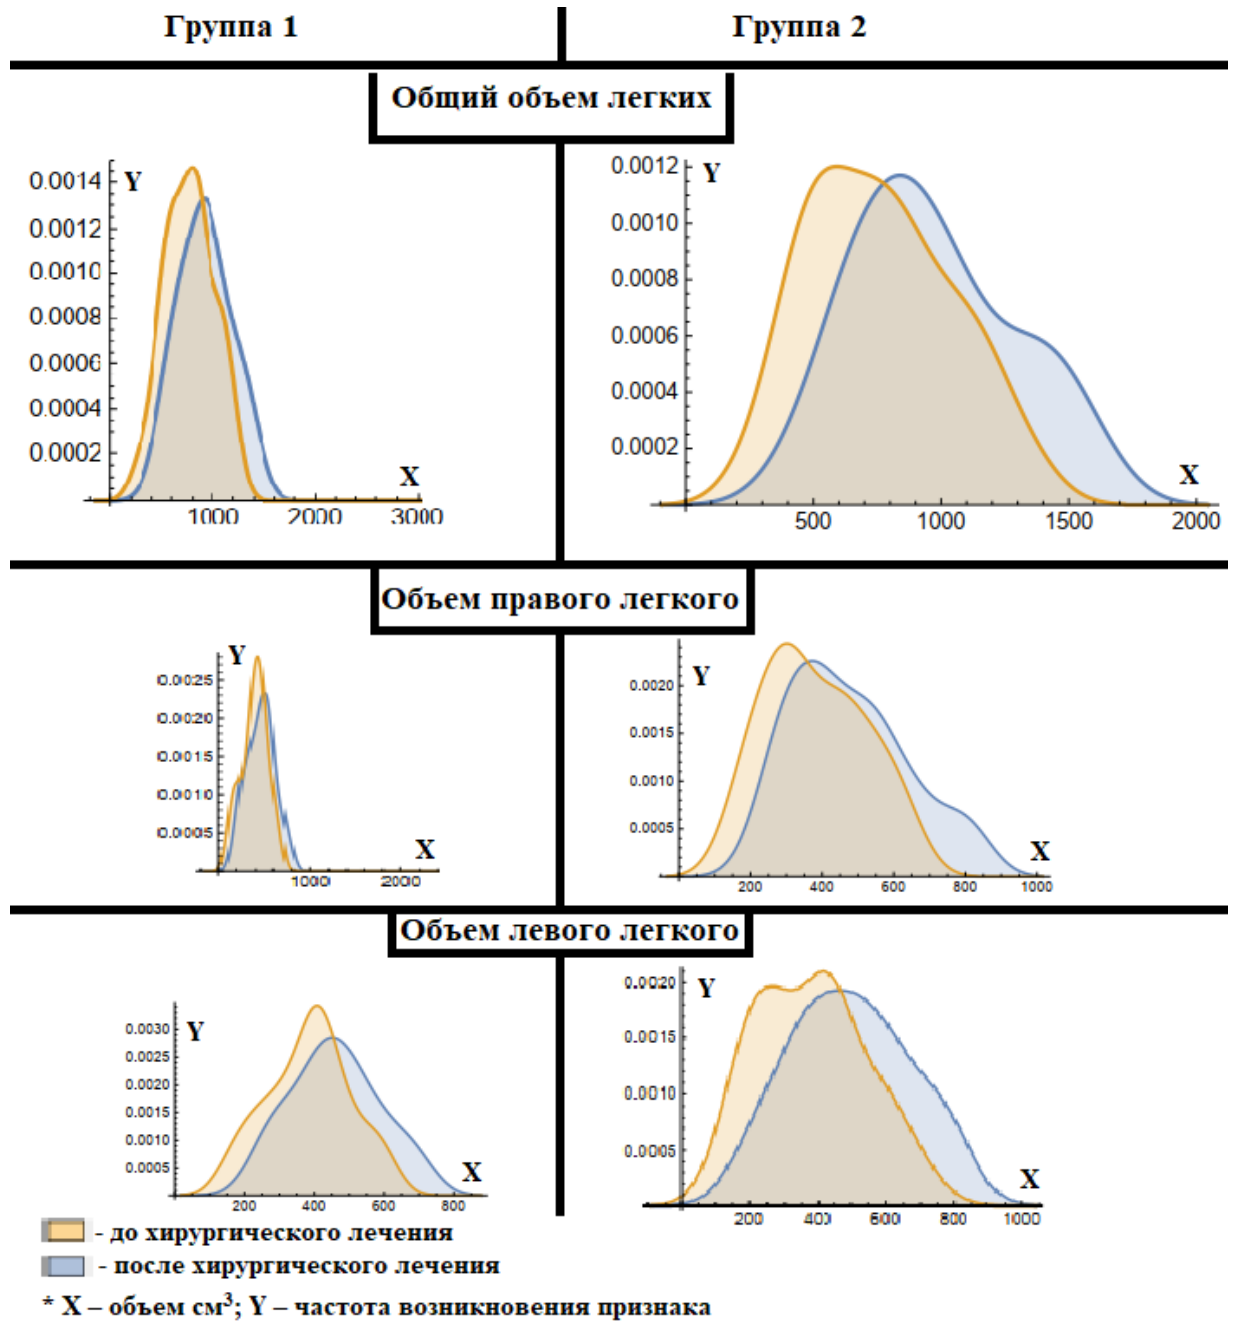 Группа 1
Группа 2
Общий объем легких
Y
0.0014
0.0012
0.0010
0.0008
0.0006
0.0004
0.0002
X
1000 2000 3000
Y
0.0012
0.0010
0.0008
0.0006
0.0004
0.0002
X
500 1000 1500 2000
Объем правого легкого
Y
0.00025
0.00020
0.00015
0.00010
0.00005
X
1000 2000
Y
0.0020
0.0015
0.0010
0.0005
X
200 400 600 800 1000
Объем левого легкого
Y
0.0030
0.0025
0.0020
0.0015
0.0010
0.0005
X
200 400 600 800
Y
0.0020
0.0015
0.0010
0.0005
X
200 400 600 800 1000
- до хирургического лечения
- после хирургического лечения
* X – объем см³; Y – частота возникновения признака